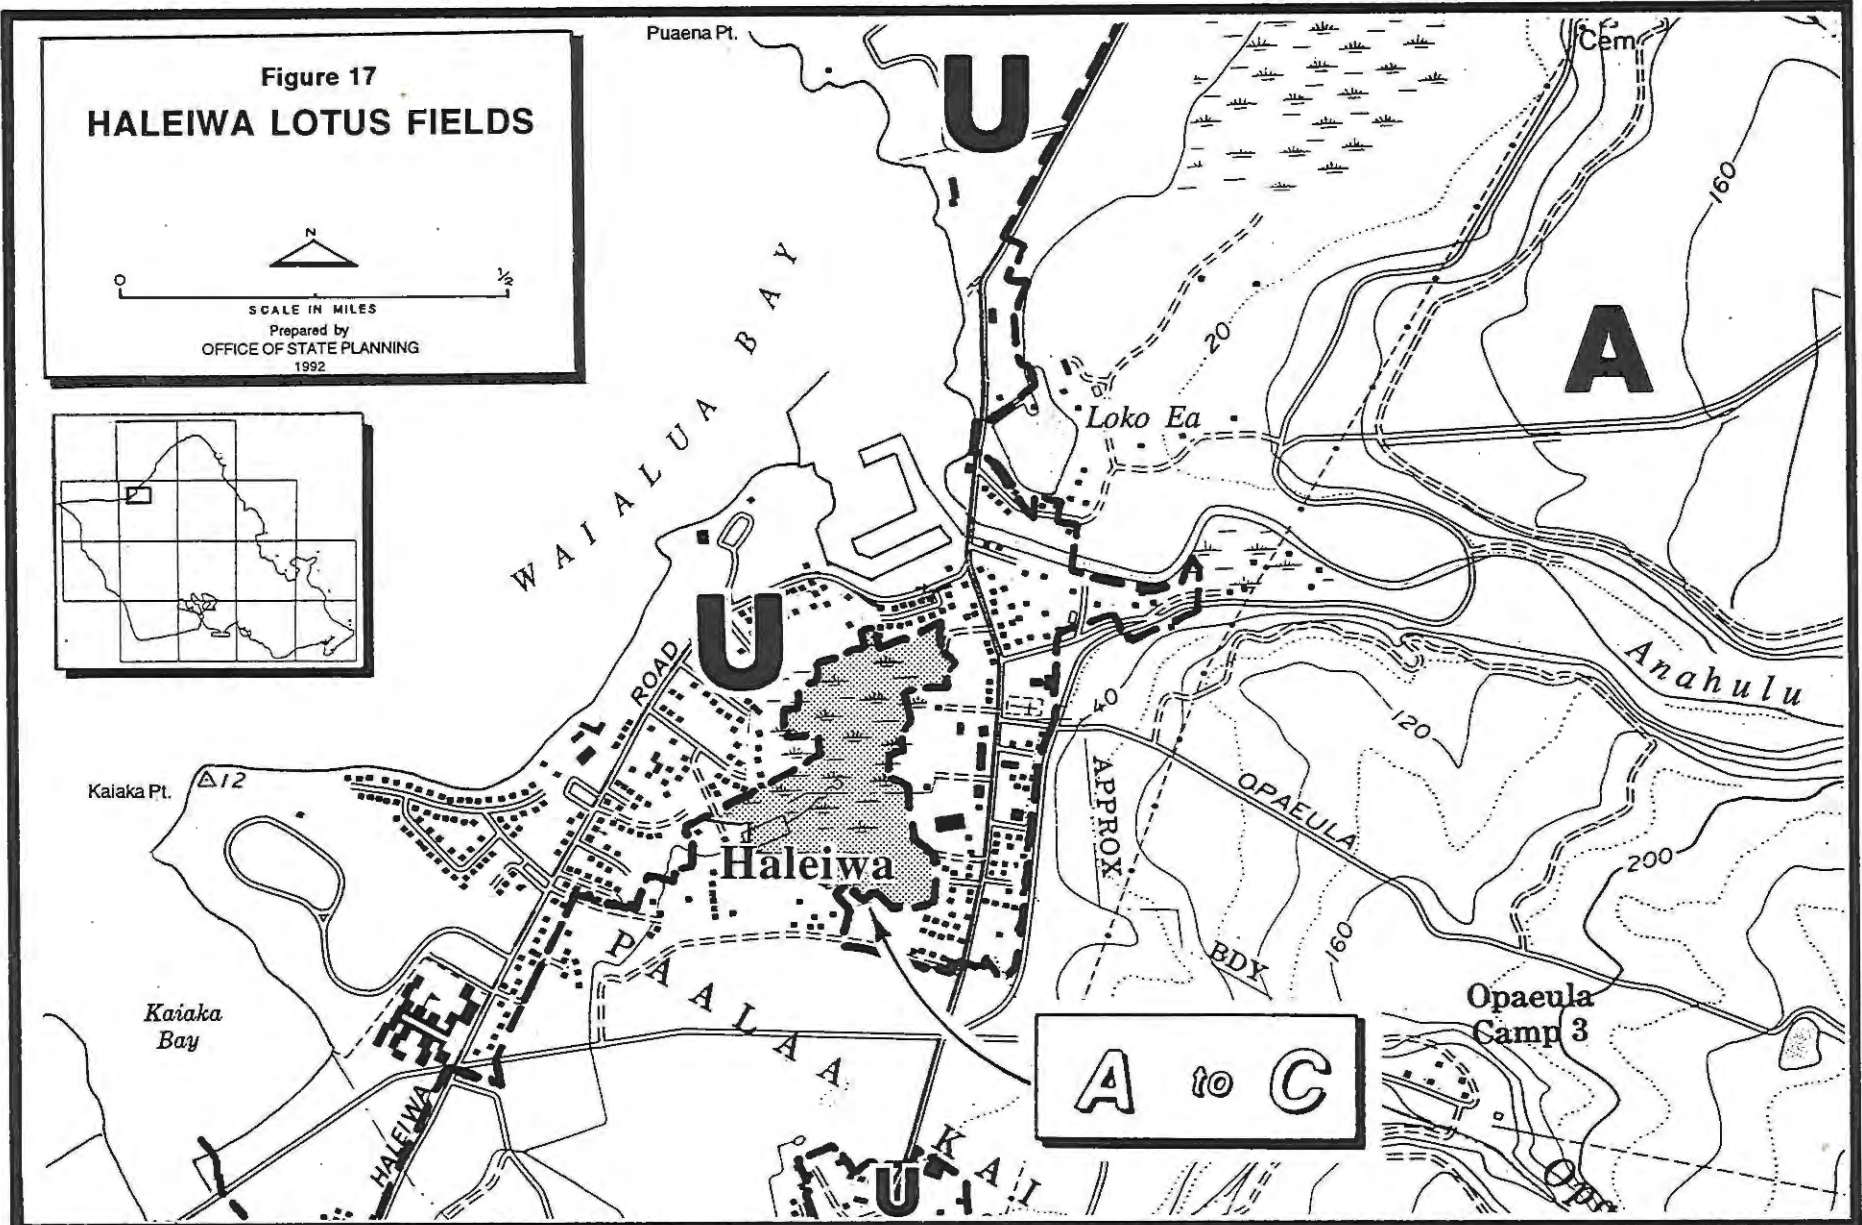 Figure 17
HALEIWA LOTUS FIELDS
N
0
½
SCALE IN MILES
Prepared by
OFFICE OF STATE PLANNING
1992
Puaena Pt.
U
Cem
160
A
20
WAIALUA BAY
Loko Ea
A
U
ROAD
Anahulu
40
120
Kaiaka Pt.
12
APPROX
OPAEULA
Haleiwa
200
PAALAA
BDY
160
Kaiaka
Bay
Opaeula
Camp 3
A to C
HALEIWA
KAI
U
Opa